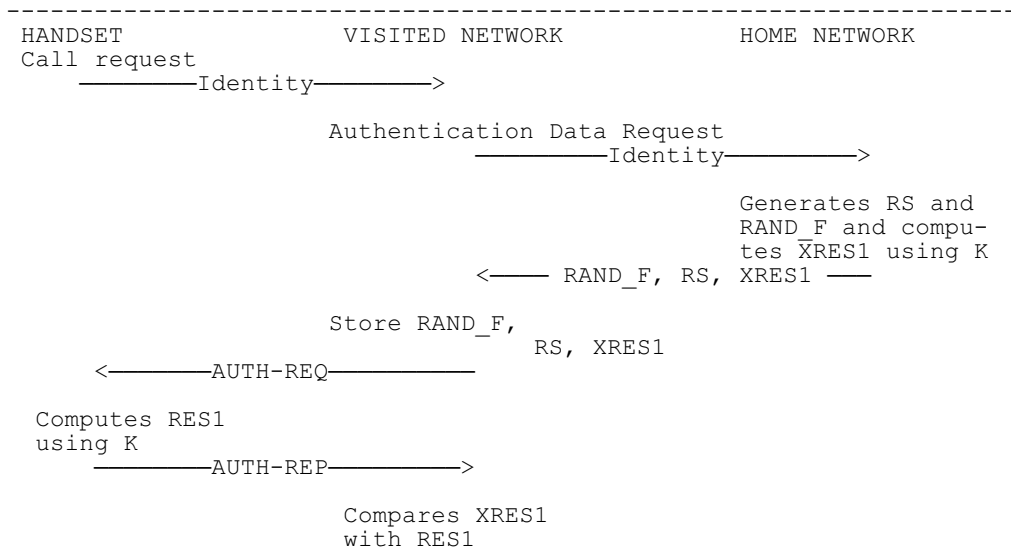 HANDSET VISITED NETWORK HOME NETWORK
Call request
Identity
Authentication Data Request
Identity
Generates RS and
RAND_F and compu-
tes XRES1 using K
RAND_F, RS, XRES1
Store RAND_F,
RS, XRES1
AUTH-REQ
Computes RES1
using K
AUTH-REP
Compares XRES1
with RES1